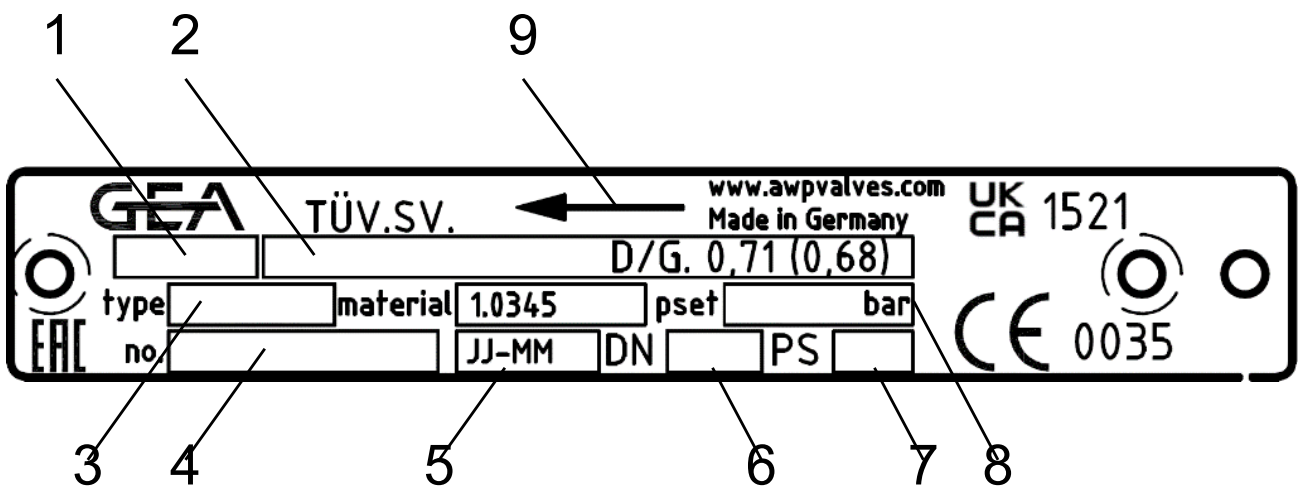 1 2 9
GEA TÜV.SV. www.awpvalves.com UK CA 1521
Made in Germany
D/G. 0,71 (0,68)
type material 1.0345 pset bar
EAC no. JJ-MM DN PS CE 0035
3 4 5 6 7 8